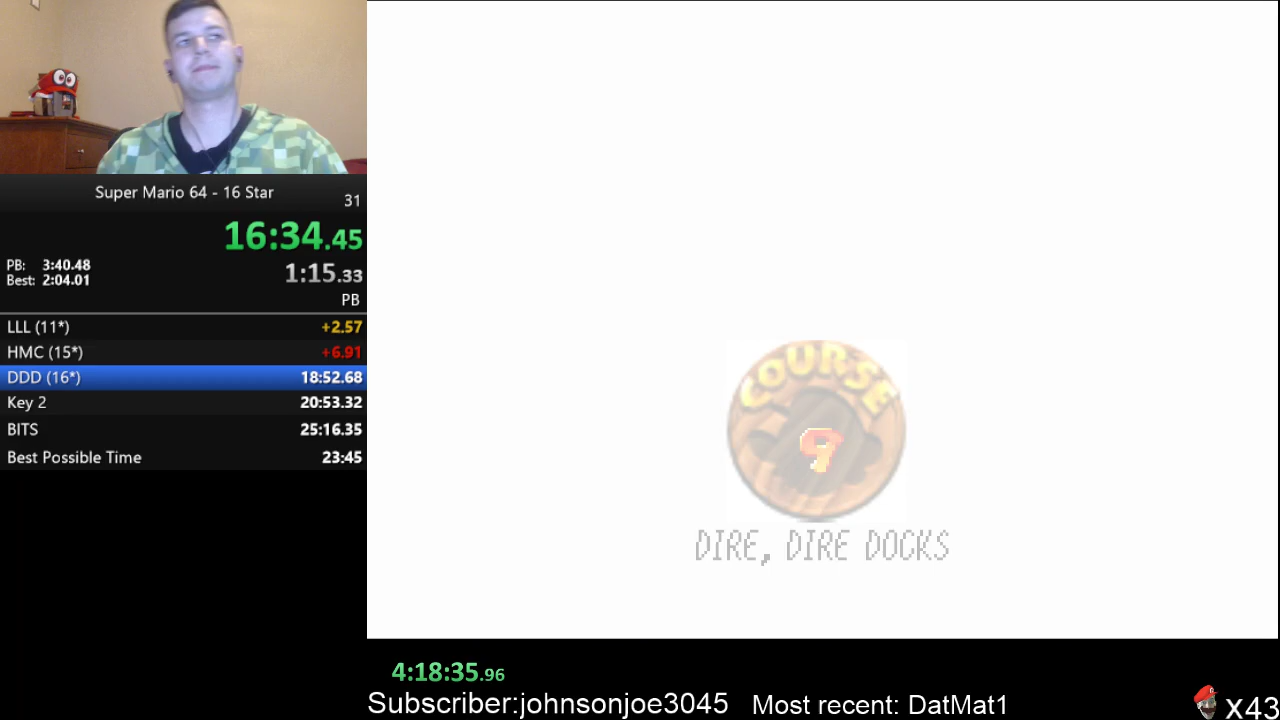 Super Mario 64 - 16 Star
31
16:34.45
PB: 3:40.48
Best: 2:04.01
1:15.33
PB
LLL (11*) +2.57
HMC (15*) +6.91
DDD (16*) 18:52.68
Key 2 20:53.32
BITS 25:16.35
Best Possible Time 23:45
COURSE
9
DIRE, DIRE DOCKS
4:18:35.96
Subscriber:johnsonjoe3045 Most recent: DatMat1
x43